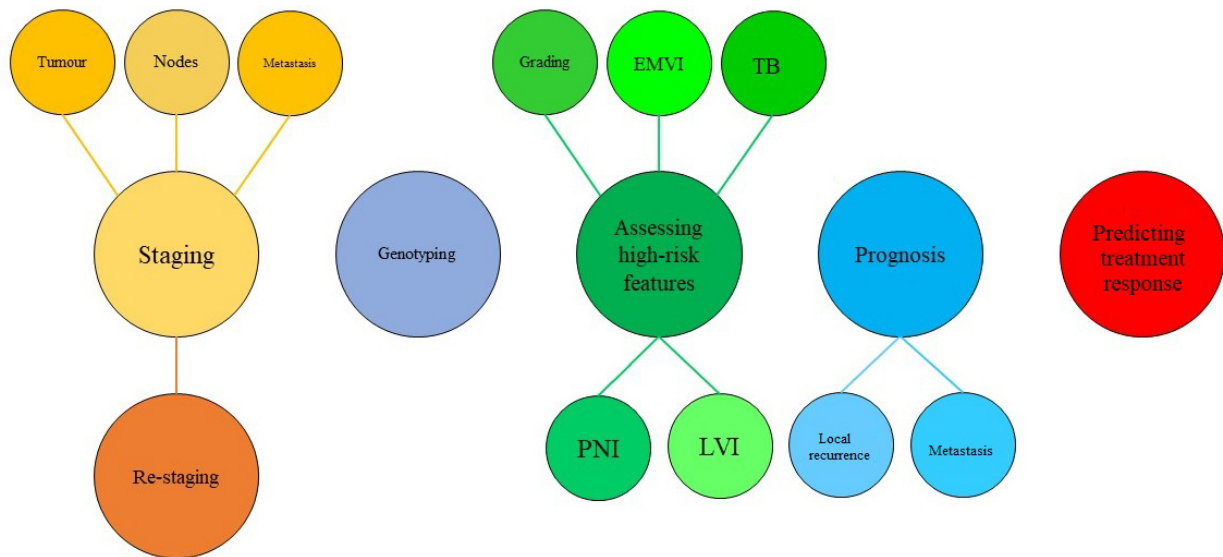 Tumour
Nodes
Metastasis
Grading
EMVI
TB
Staging
Genotyping
Assessing
high-risk
features
Prognosis
Predicting
treatment
response
Re-staging
PNI
LVI
Local
recurrence
Metastasis